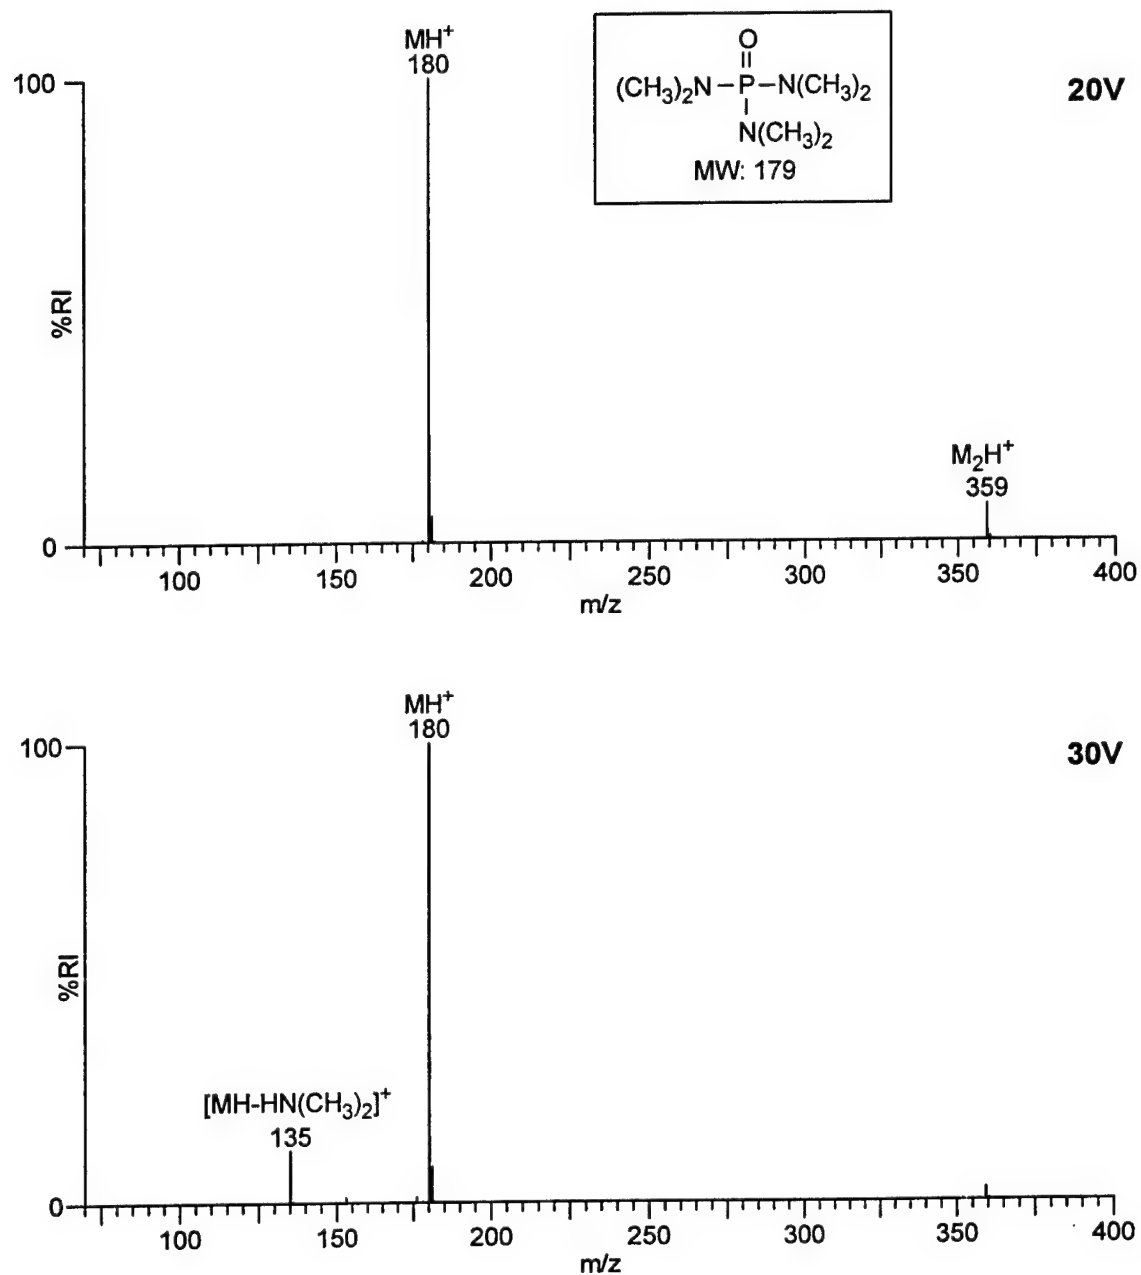 MH⁺
180
O
(CH₃)₂N–P–N(CH₃)₂
N(CH₃)₂
MW: 179
20V
100
%RI
M₂H⁺
359
0
100 150 200 250 300 350 400
m/z
MH⁺
180
30V
100
%RI
[MH-HN(CH₃)₂]⁺
135
0
100 150 200 250 300 350 400
m/z